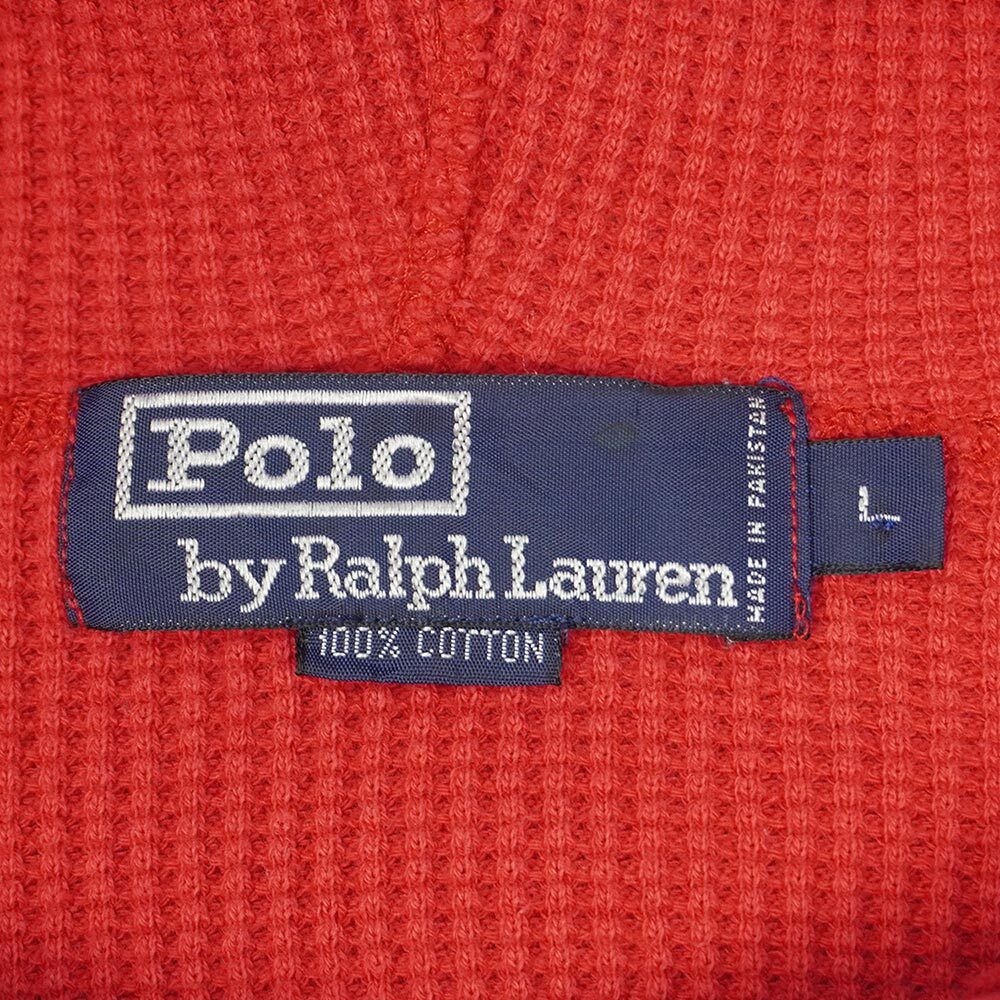 Polo
by Ralph Lauren
MADE IN PAKISTAN
L
100% COTTON